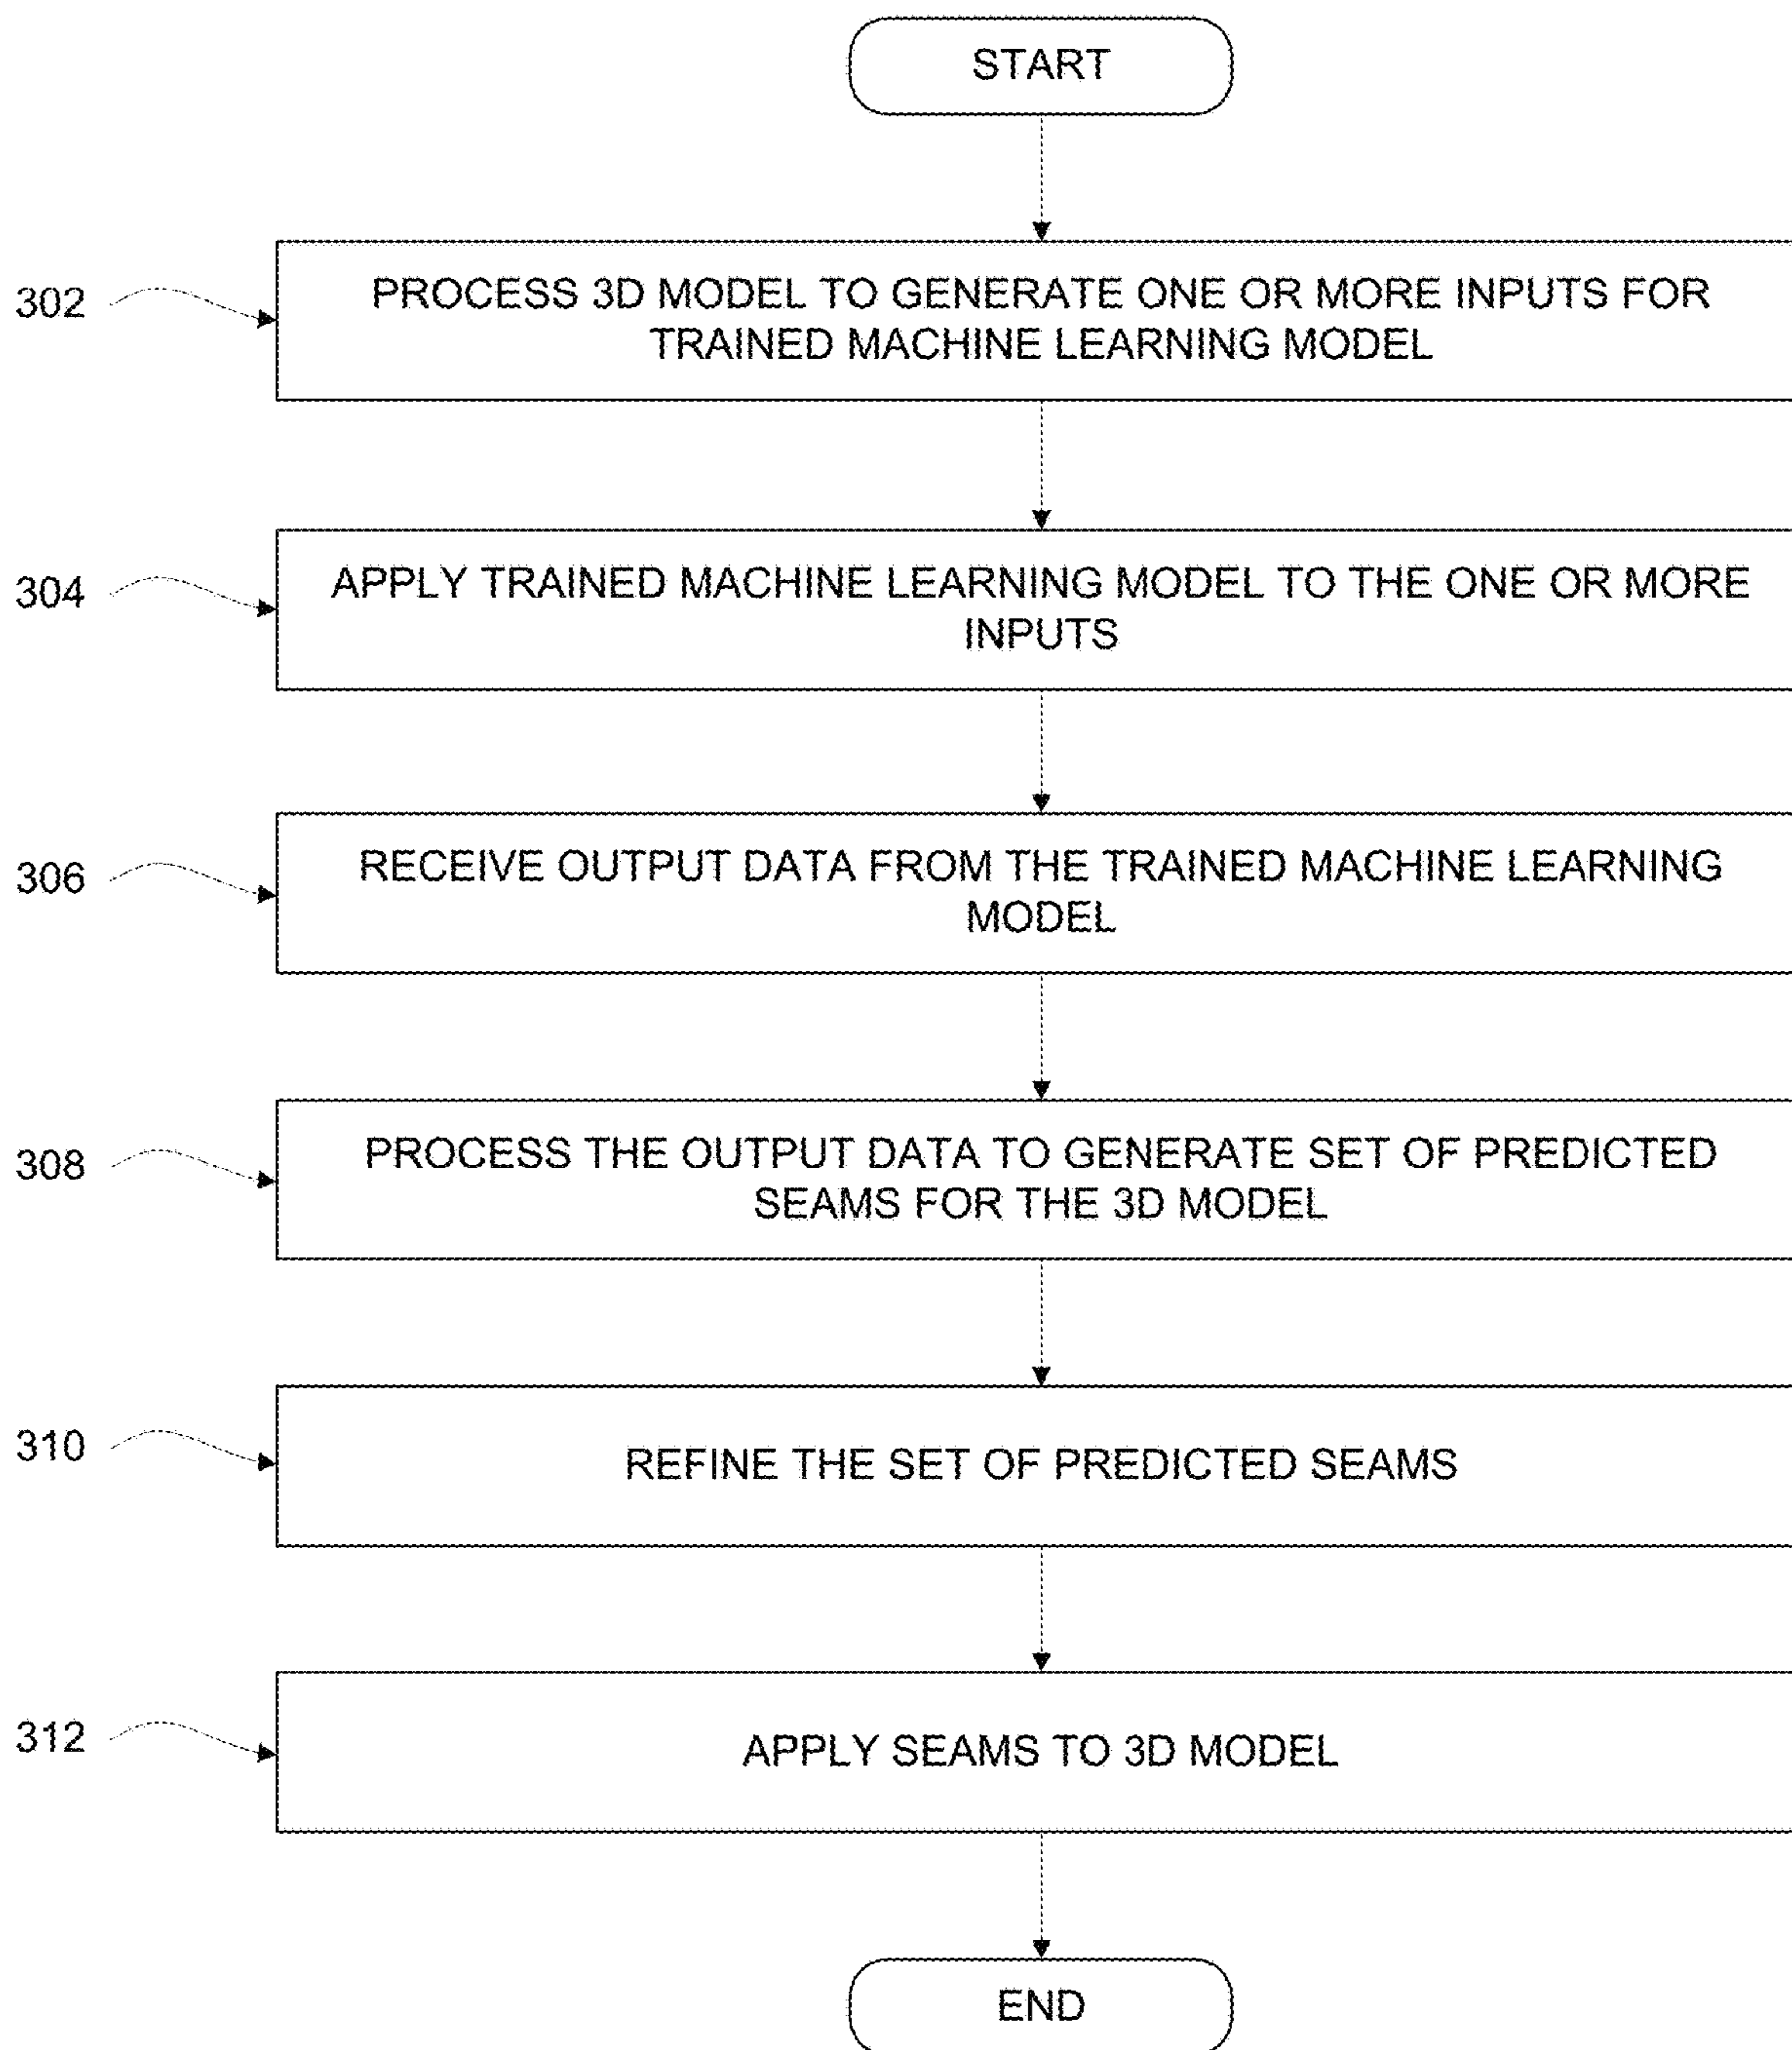 START
302
PROCESS 3D MODEL TO GENERATE ONE OR MORE INPUTS FOR
TRAINED MACHINE LEARNING MODEL
304
APPLY TRAINED MACHINE LEARNING MODEL TO THE ONE OR MORE
INPUTS
306
RECEIVE OUTPUT DATA FROM THE TRAINED MACHINE LEARNING
MODEL
308
PROCESS THE OUTPUT DATA TO GENERATE SET OF PREDICTED
SEAMS FOR THE 3D MODEL
310
REFINE THE SET OF PREDICTED SEAMS
312
APPLY SEAMS TO 3D MODEL
END